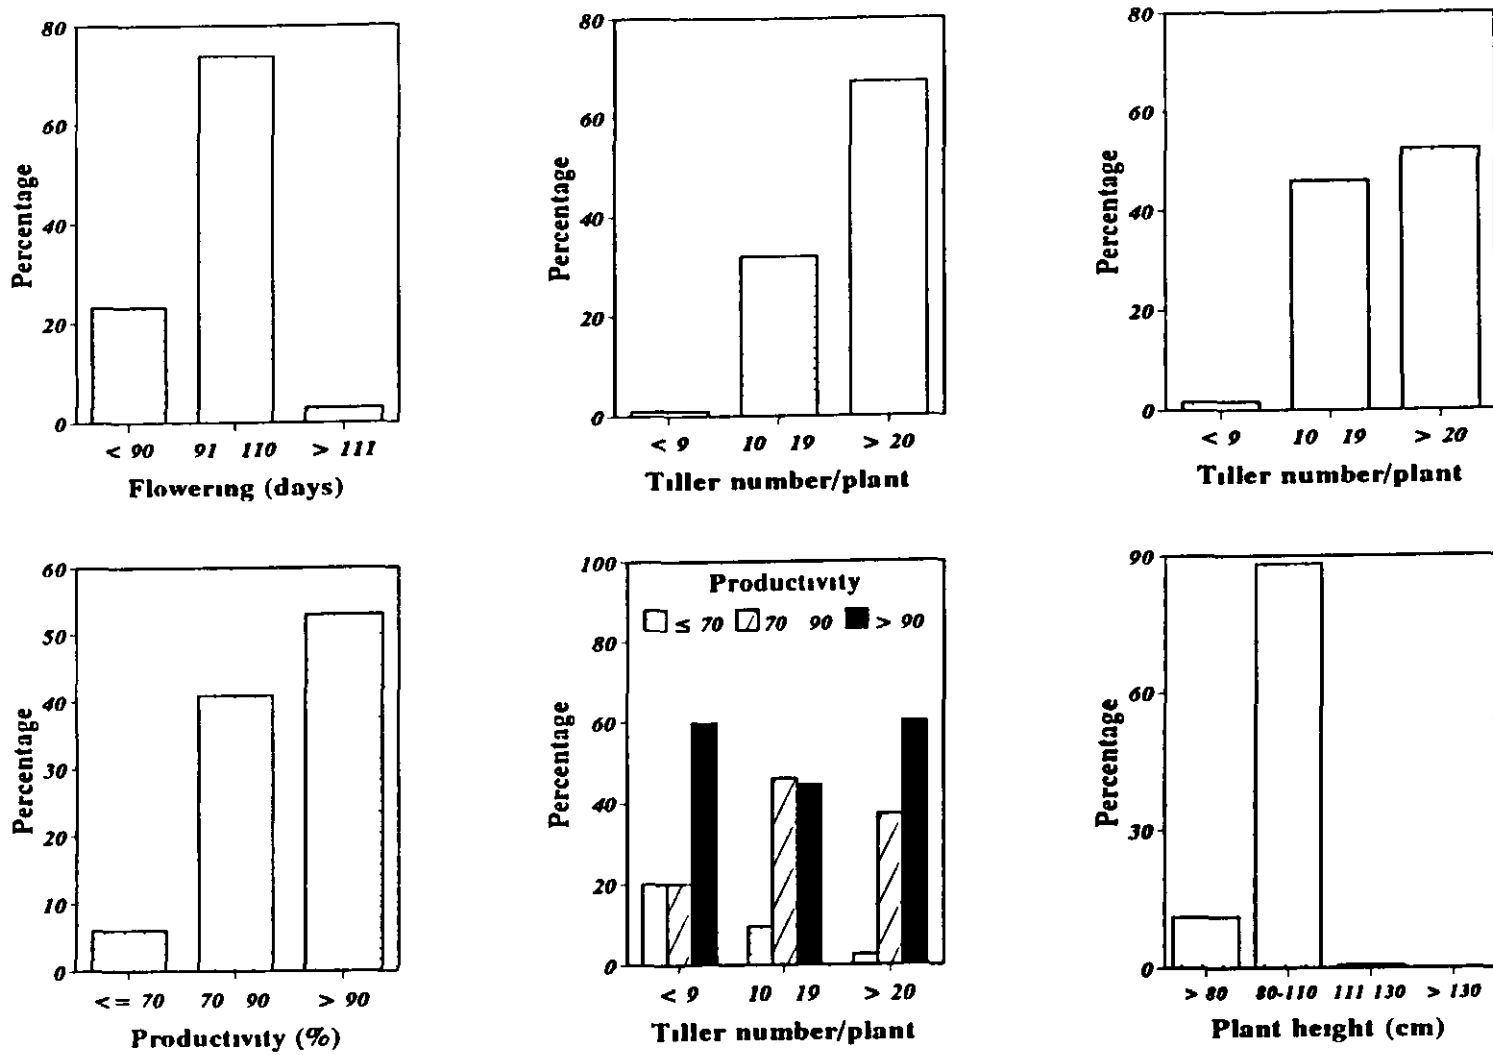 80
60
40
20
0
Percentage
< 90 91 110 > 111
Flowering (days)
80
60
40
20
0
Percentage
< 9 10 19 > 20
Tiller number/plant
80
60
40
20
0
Percentage
< 9 10 19 > 20
Tiller number/plant
60
50
40
30
20
10
0
Percentage
<= 70 70 90 > 90
Productivity (%)
100
80
60
40
20
0
Percentage
Productivity
≤ 70 70 90 > 90
< 9 10 19 > 20
Tiller number/plant
90
60
30
0
Percentage
> 80 80-110 111 130 > 130
Plant height (cm)